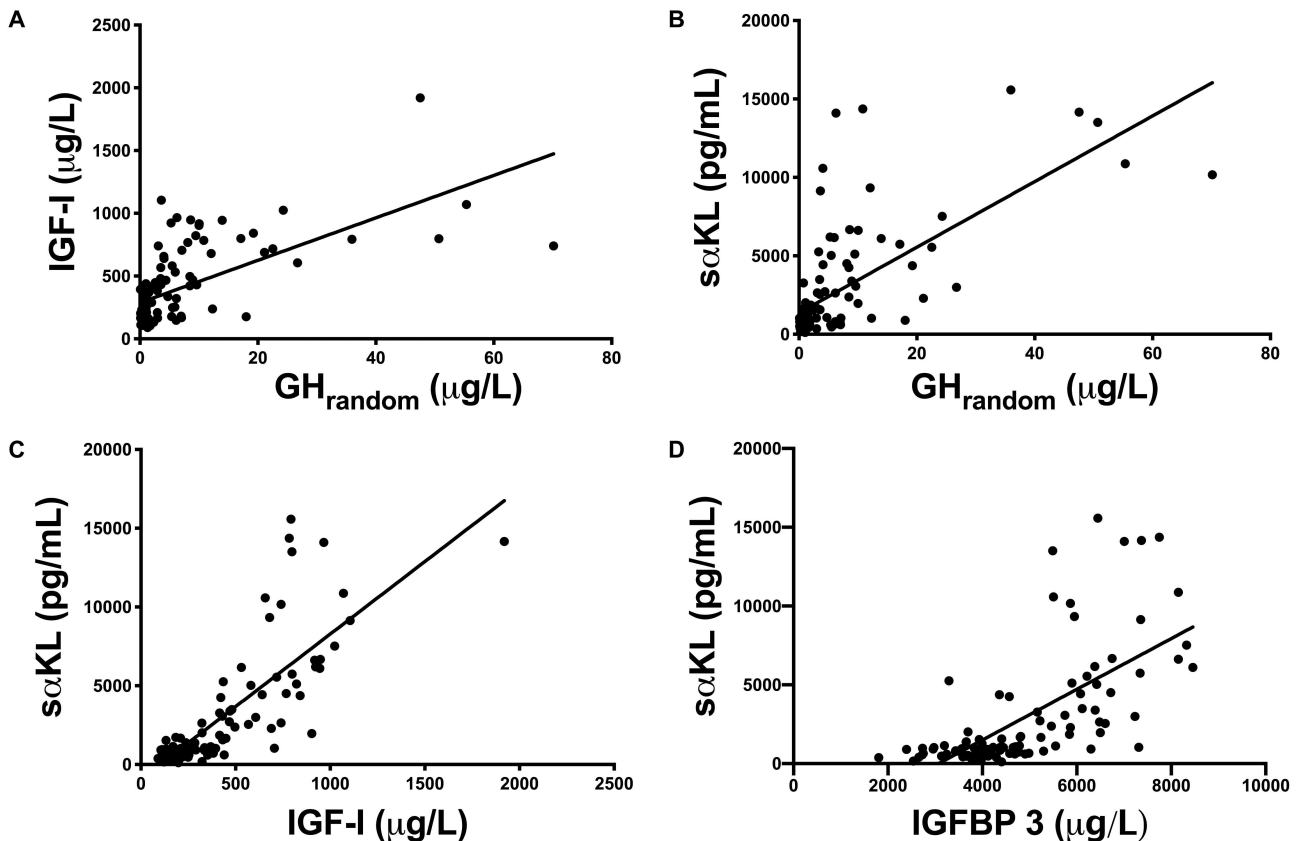 A
IGF-I (μg/L)
2500
2000
1500
1000
500
0
0 20 40 60 80
GHrandom (μg/L)
B
sαKL (pg/mL)
20000
15000
10000
5000
0
0 20 40 60 80
GHrandom (μg/L)
C
sαKL (pg/mL)
20000
15000
10000
5000
0
0 500 1000 1500 2000 2500
IGF-I (μg/L)
D
sαKL (pg/mL)
20000
15000
10000
5000
0
0 2000 4000 6000 8000 10000
IGFBP 3 (μg/L)